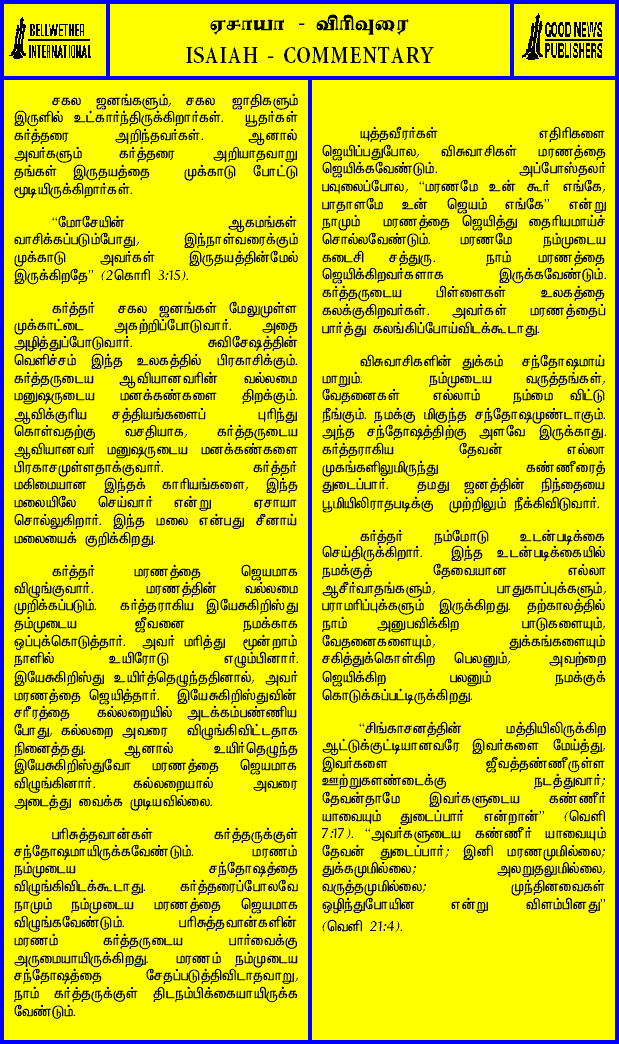 BELLWETHER
INTERNATIONAL
ஏசாயா - விரிவுரை
ISAIAH - COMMENTARY
GOOD NEWS
PUBLISHERS
சகல ஜனங்களும், சகல ஜாதிகளும்
இருளில் உட்கார்ந்திருக்கிறார்கள். யூதர்கள்
கர்த்தரை அறிந்தவர்கள். ஆனால்
அவர்களும் கர்த்தரை அறியாதவாறு
தங்கள் இருதயத்தை முக்காடு போட்டு
மூடியிருக்கிறார்கள்.
“மோசேயின் ஆகமங்கள்
வாசிக்கப்படும்போது, இந்நாள்வரைக்கும்
முக்காடு அவர்கள் இருதயத்தின்மேல்
இருக்கிறதே” (2கொரி 3:15).
கர்த்தர் சகல ஜனங்கள் மேலுமுள்ள
முக்காட்டை அகற்றிப்போடுவார். அதை
அழித்துப்போடுவார். சுவிசேஷத்தின்
வெளிச்சம் இந்த உலகத்தில் பிரகாசிக்கும்.
கர்த்தருடைய ஆவியானவரின் வல்லமை
மனுஷருடைய மனக்கண்களை திறக்கும்.
ஆவிக்குரிய சத்தியங்களைப் புரிந்து
கொள்வதற்கு வசதியாக, கர்த்தருடைய
ஆவியானவர் மனுஷருடைய மனக்கண்களை
பிரகாசமுள்ளதாக்குவார். கர்த்தர்
மகிமையான இந்தக் காரியங்களை, இந்த
மலையிலே செய்வார் என்று ஏசாயா
சொல்லுகிறார். இந்த மலை என்பது சீனாய்
மலையைக் குறிக்கிறது.
கர்த்தர் மரணத்தை ஜெயமாக
விழுங்குவார். மரணத்தின் வல்லமை
முறிக்கப்படும். கர்த்தராகிய இயேசுகிறிஸ்து
தம்முடைய ஜீவனை நமக்காக
ஒப்புக்கொடுத்தார். அவர் மரித்து மூன்றாம்
நாளில் உயிரோடு எழும்பினார்.
இயேசுகிறிஸ்து உயிர்த்தெழுந்ததினால், அவர்
மரணத்தை ஜெயித்தார். இயேசுகிறிஸ்துவின்
சரீரத்தை கல்லறையில் அடக்கம்பண்ணிய
போது, கல்லறை அவரை விழுங்கிவிட்டதாக
நினைத்தது. ஆனால் உயிர்தெழுந்த
இயேசுகிறிஸ்துவோ மரணத்தை ஜெயமாக
விழுங்கினார். கல்லறையால் அவரை
அடைத்து வைக்க முடியவில்லை.
பரிசுத்தவான்கள் கர்த்தருக்குள்
சந்தோஷமாயிருக்கவேண்டும். மரணம்
நம்முடைய சந்தோஷத்தை
விழுங்கிவிடக்கூடாது. கர்த்தரைப்போலவே
நாமும் நம்முடைய மரணத்தை ஜெயமாக
விழுங்கவேண்டும். பரிசுத்தவான்களின்
மரணம் கர்த்தருடைய பார்வைக்கு
அருமையாயிருக்கிறது. மரணம் நம்முடைய
சந்தோஷத்தை சேதப்படுத்திவிடாதவாறு,
நாம் கர்த்தருக்குள் திடநம்பிக்கையாயிருக்க
வேண்டும்.
யுத்தவீரர்கள் எதிரிகளை
ஜெயிப்பதுபோல, விசுவாசிகள் மரணத்தை
ஜெயிக்கவேண்டும். அப்போஸ்தலர்
பவுலைப்போல, “மரணமே உன் கூர் எங்கே,
பாதாளமே உன் ஜெயம் எங்கே” என்று
நாமும் மரணத்தை ஜெயித்து தைரியமாய்ச்
சொல்லவேண்டும். மரணமே நம்முடைய
கடைசி சத்துரு. நாம் மரணத்தை
ஜெயிக்கிறவர்களாக இருக்கவேண்டும்.
கர்த்தருடைய பிள்ளைகள் உலகத்தை
கலக்குகிறவர்கள். அவர்கள் மரணத்தைப்
பார்த்து கலங்கிப்போய்விடக்கூடாது.
விசுவாசிகளின் துக்கம் சந்தோஷமாய்
மாறும். நம்முடைய வருத்தங்கள்,
வேதனைகள் எல்லாம் நம்மை விட்டு
நீங்கும். நமக்கு மிகுந்த சந்தோஷமுண்டாகும்.
அந்த சந்தோஷத்திற்கு அளவே இருக்காது.
கர்த்தராகிய தேவன் எல்லா
முகங்களிலுமிருந்து கண்ணீரைத்
துடைப்பார். தமது ஜனத்தின் நிந்தையை
பூமியிலிராதபடிக்கு முற்றிலும் நீக்கிவிடுவார்.
கர்த்தர் நம்மோடு உடன்படிக்கை
செய்திருக்கிறார். இந்த உடன்படிக்கையில்
நமக்குத் தேவையான எல்லா
ஆசீர்வாதங்களும், பாதுகாப்புக்களும்,
பராமரிப்புக்களும் இருக்கிறது. தற்காலத்தில்
நாம் அனுபவிக்கிற பாடுகளையும்,
வேதனைகளையும், துக்கங்களையும்
சகித்துக்கொள்கிற பெலனும், அவற்றை
ஜெயிக்கிற பலனும் நமக்குக்
கொடுக்கப்பட்டிருக்கிறது.
“சிங்காசனத்தின் மத்தியிலிருக்கிற
ஆட்டுக்குட்டியானவரே இவர்களை மேய்த்து,
இவர்களை ஜீவத்தண்ணீருள்ள
ஊற்றுகளண்டைக்கு நடத்துவார்;
தேவன்தாமே இவர்களுடைய கண்ணீர்
யாவையும் துடைப்பார் என்றான்” (வெளி
7:17). “அவர்களுடைய கண்ணீர் யாவையும்
தேவன் துடைப்பார்; இனி மரணமுமில்லை;
துக்கமுமில்லை; அலறுதலுமில்லை,
வருத்தமுமில்லை; முந்தினவைகள்
ஒழிந்துபோயின என்று விளம்பினது”
(வெளி 21:4).